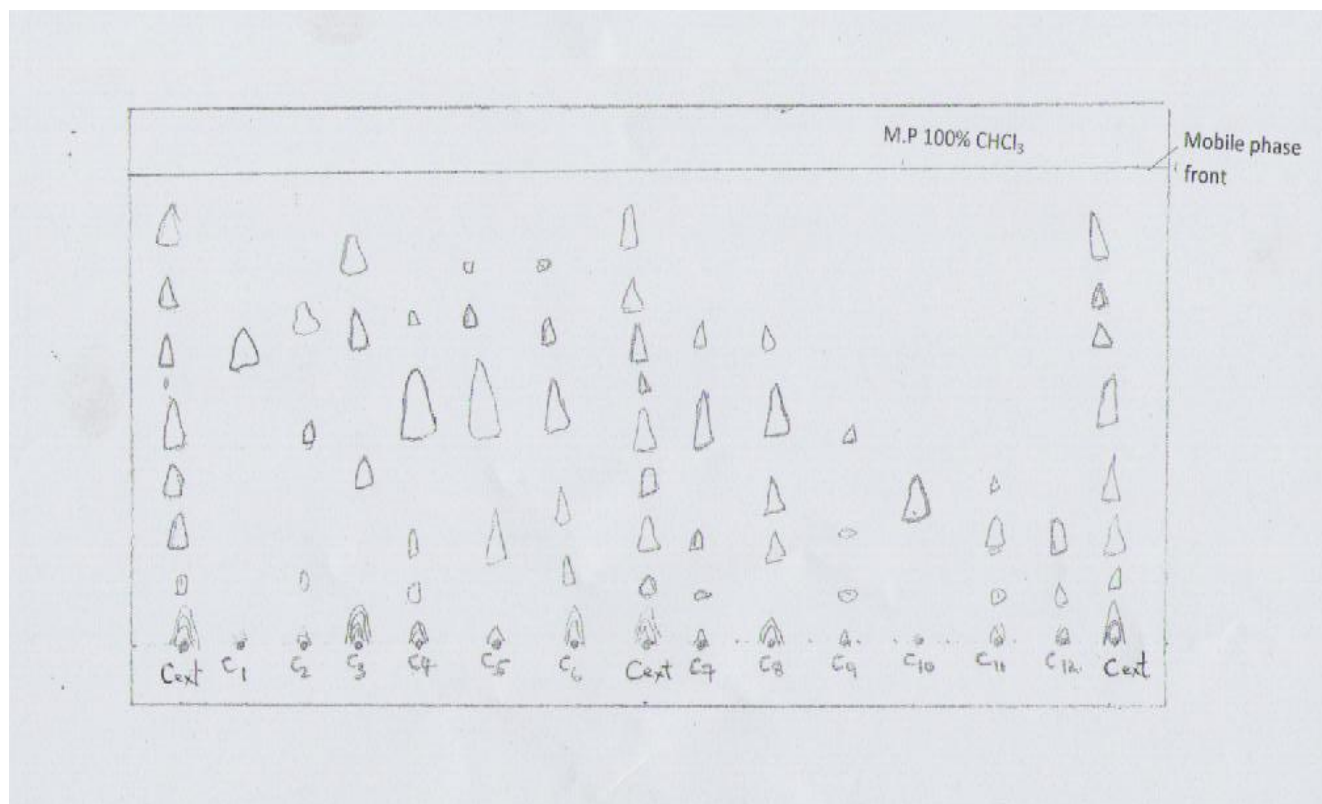 M.P 100% CHCl₃
Mobile phase
front
Cext C₁ C₂ C₃ C₄ C₅ C₆ Cext C₇ C₈ C₉ C₁₀ C₁₁ C₁₂ Cext